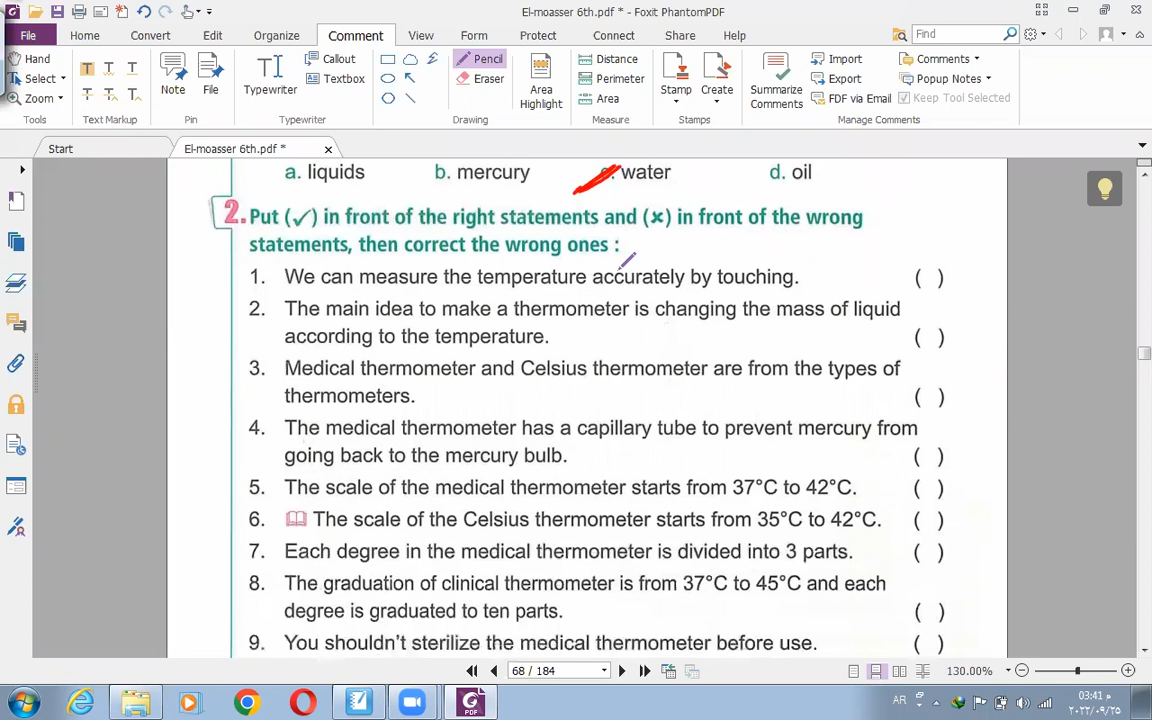 El-moasser 6th.pdf * - Foxit PhantomPDF
File Home Convert Edit Organize Comment View Form Protect Connect Share Help Find
Hand Select Zoom Tools
T T T T T T Text Markup
Note File Pin
Typewriter Callout Textbox Typewriter
Pencil Eraser Drawing
Area Highlight Distance Perimeter Area Measure
Stamp Create Stamps
Summarize Comments Import Export FDF via Email Comments Popup Notes Keep Tool Selected Manage Comments
Start El-moasser 6th.pdf *
a. liquids b. mercury c. water d. oil
2. Put (✓) in front of the right statements and (✗) in front of the wrong
statements, then correct the wrong ones :
1. We can measure the temperature accurately by touching. ( )
2. The main idea to make a thermometer is changing the mass of liquid
according to the temperature. ( )
3. Medical thermometer and Celsius thermometer are from the types of
thermometers. ( )
4. The medical thermometer has a capillary tube to prevent mercury from
going back to the mercury bulb. ( )
5. The scale of the medical thermometer starts from 37°C to 42°C. ( )
6. The scale of the Celsius thermometer starts from 35°C to 42°C. ( )
7. Each degree in the medical thermometer is divided into 3 parts. ( )
8. The graduation of clinical thermometer is from 37°C to 45°C and each
degree is graduated to ten parts. ( )
9. You shouldn't sterilize the medical thermometer before use. ( )
68 / 184 130.00%
PDF AR 03:41 م
٢٠٢٢/٠٩/٢٥